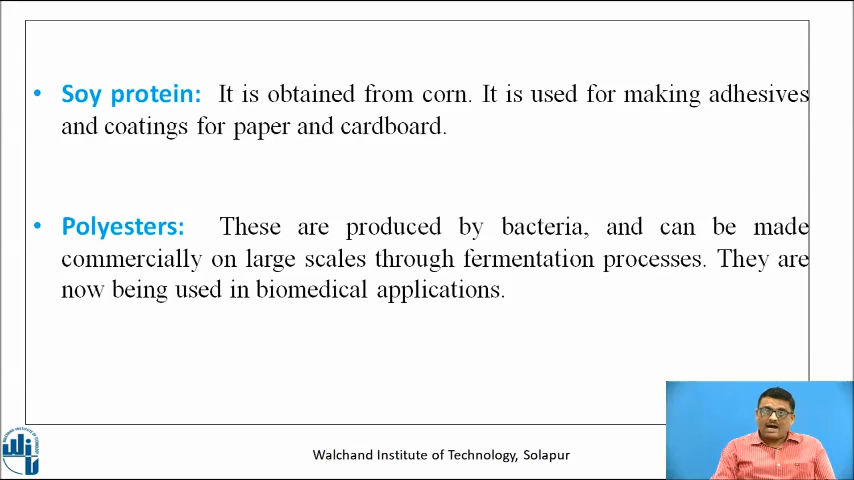 • Soy protein: It is obtained from corn. It is used for making adhesives
and coatings for paper and cardboard.
• Polyesters: These are produced by bacteria, and can be made
commercially on large scales through fermentation processes. They are
now being used in biomedical applications.
Walchand Institute of Technology, Solapur